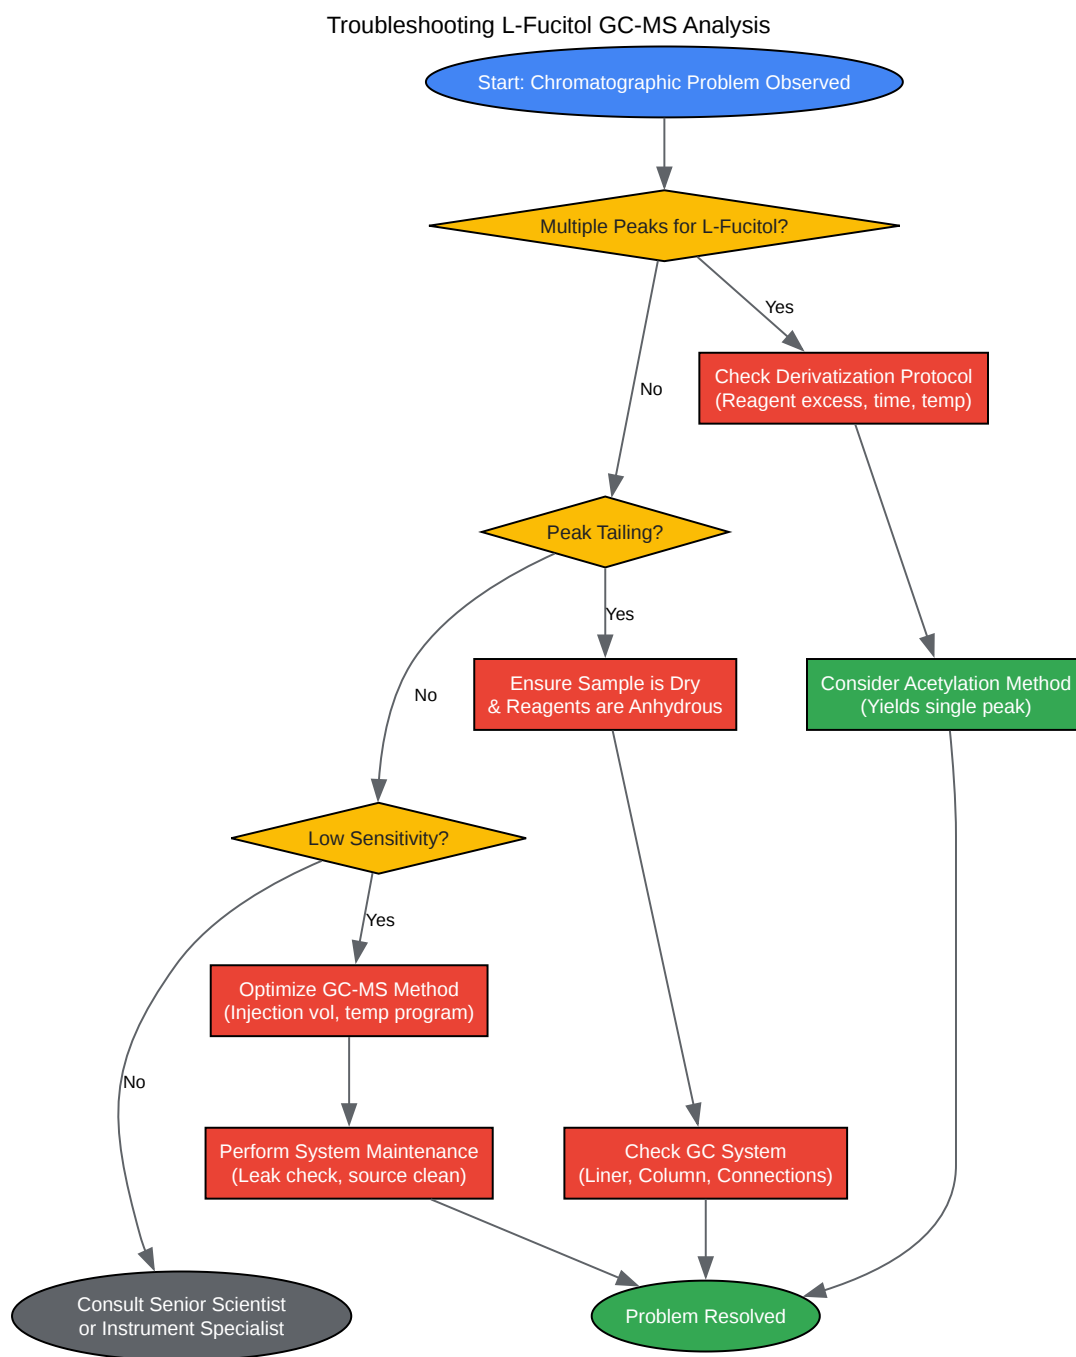 Troubleshooting L-Fucitol GC-MS Analysis
Start: Chromatographic Problem Observed
Multiple Peaks for L-Fucitol?
Yes
No
Check Derivatization Protocol
(Reagent excess, time, temp)
Peak Tailing?
Yes
No
Ensure Sample is Dry
& Reagents are Anhydrous
Consider Acetylation Method
(Yields single peak)
Low Sensitivity?
Yes
No
Optimize GC-MS Method
(Injection vol, temp program)
Perform System Maintenance
(Leak check, source clean)
Check GC System
(Liner, Column, Connections)
Consult Senior Scientist
or Instrument Specialist
Problem Resolved